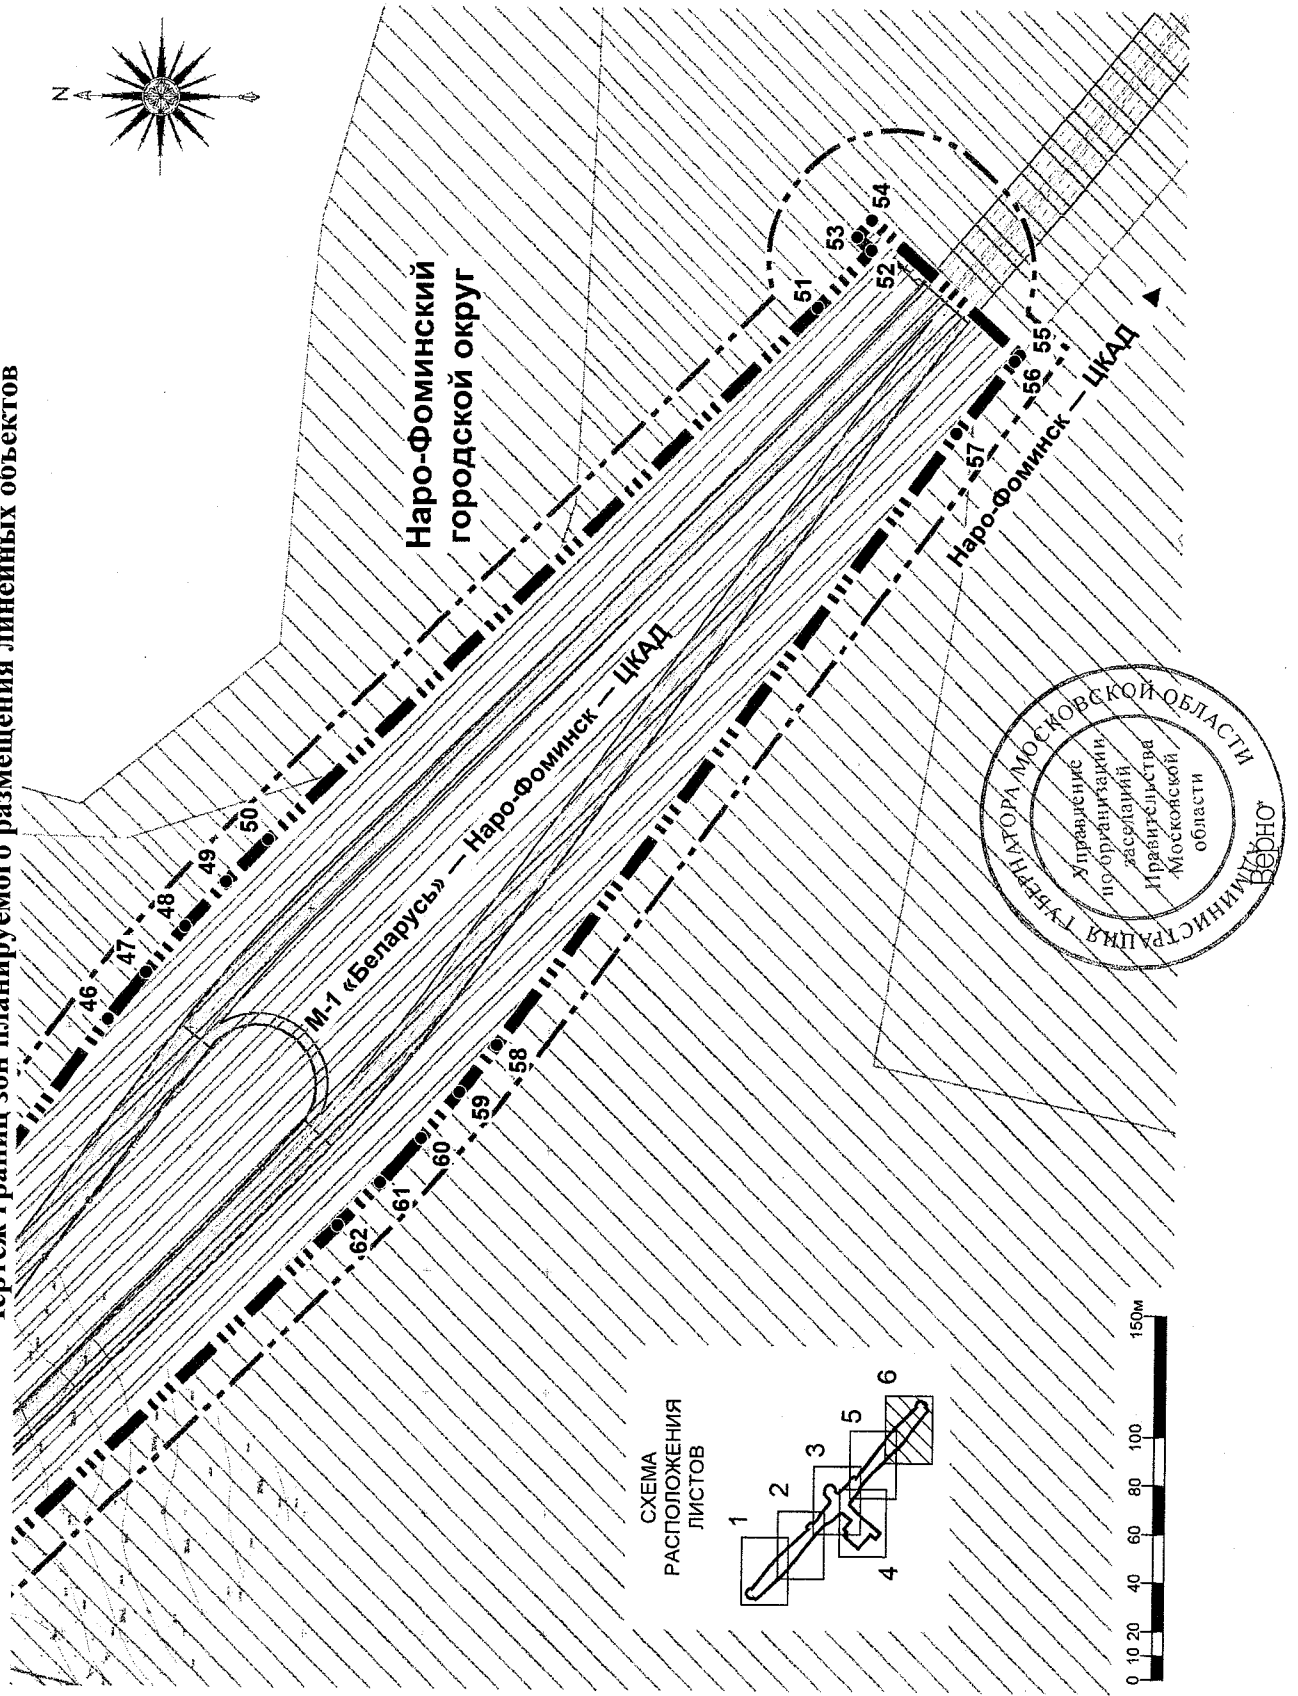 границ зон планируемого размещения линейных объектов
N
Наро-Фоминский
городской округ
46
47
48
49
50
51
52
53
54
55
56
57
58
59
60
61
62
М-1 «Беларусь» — Наро-Фоминск — ЦКАД
Наро-Фоминск — ЦКАД
СХЕМА
РАСПОЛОЖЕНИЯ
ЛИСТОВ
1
2
3
4
5
6
0 10 20 40 60 80 100 150м
АДМИНИСТРАЦИЯ ГУБЕРНАТОРА МОСКОВСКОЙ ОБЛАСТИ
Управление
по организации
заседаний
Правительства
Московской
области
Верно